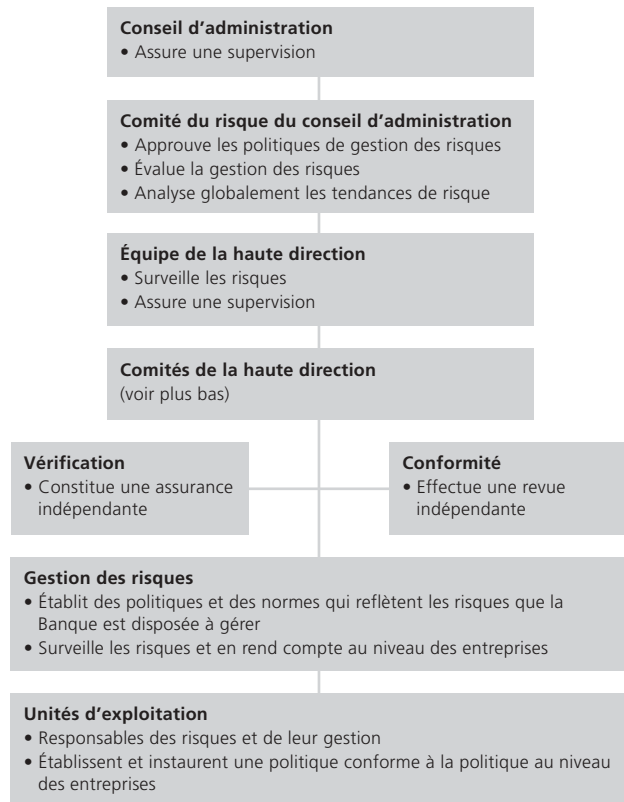 Conseil d’administration
• Assure une supervision
Comité du risque du conseil d’administration
• Approuve les politiques de gestion des risques
• Évalue la gestion des risques
• Analyse globalement les tendances de risque
Équipe de la haute direction
• Surveille les risques
• Assure une supervision
Comités de la haute direction
(voir plus bas)
Vérification
• Constitue une assurance
indépendante
Conformité
• Effectue une revue
indépendante
Gestion des risques
• Établit des politiques et des normes qui reflètent les risques que la
Banque est disposée à gérer
• Surveille les risques et en rend compte au niveau des entreprises
Unités d’exploitation
• Responsables des risques et de leur gestion
• Établissent et instaurent une politique conforme à la politique au niveau
des entreprises